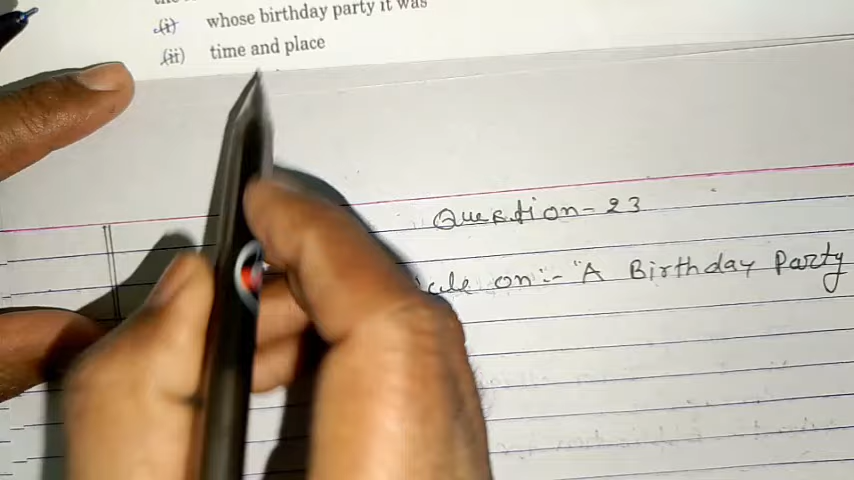 (i) whose birthday party it was
(ii) time and place
Question - 23
on :- "A Birthday Party